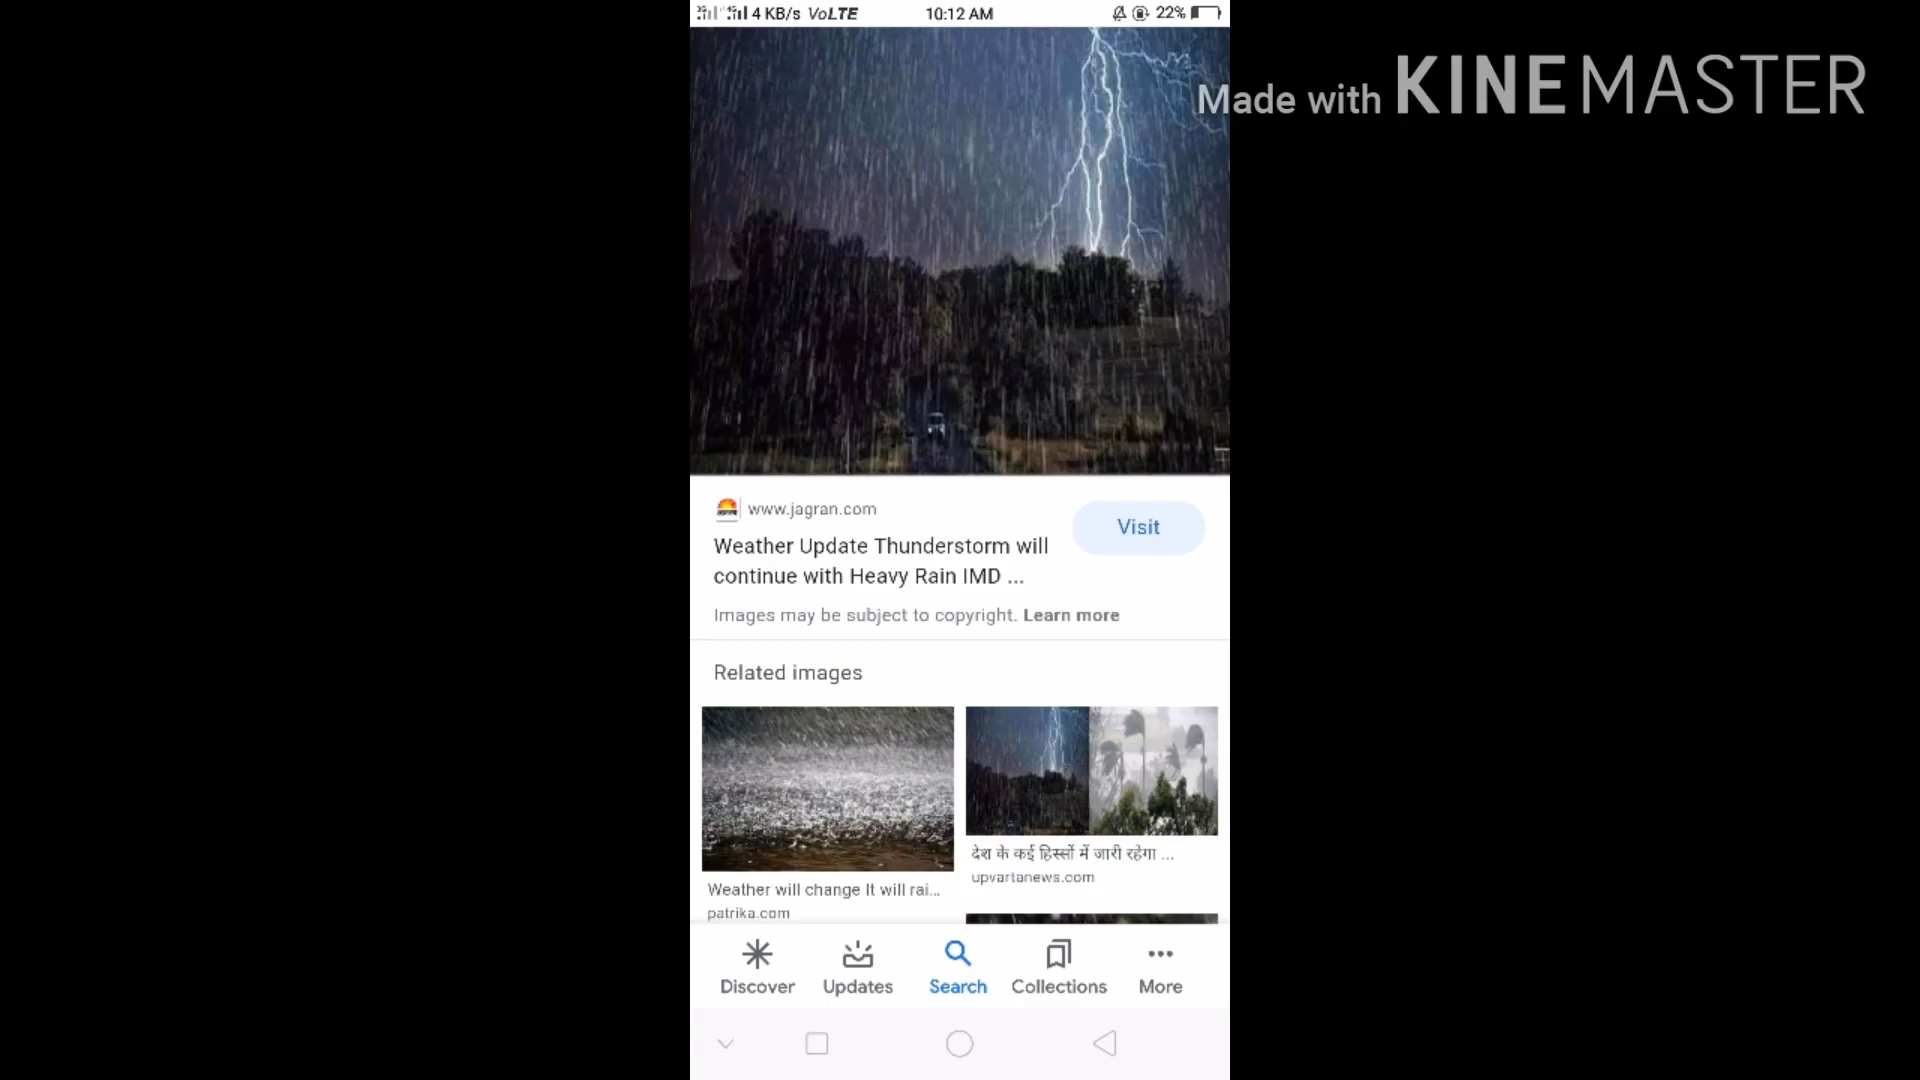 4 KB/s VoLTE 10:12 AM 22%
Made with KINEMASTER
www.jagran.com
Visit
Weather Update Thunderstorm will
continue with Heavy Rain IMD ...
Images may be subject to copyright. Learn more
Related images
देश के कई हिस्सों में जारी रहेगा ...
upvartanews.com
Weather will change It will rai...
patrika.com
Discover Updates Search Collections More